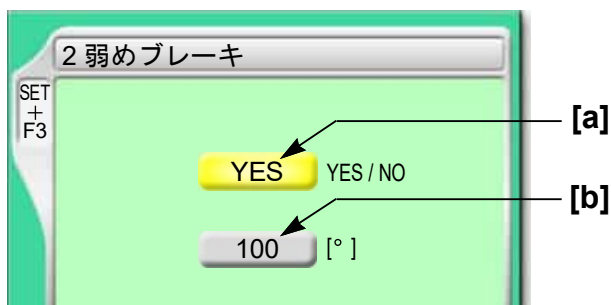 2 弱めブレーキ
SET
+
F3
[a]
YES YES / NO
[b]
100 [° ]